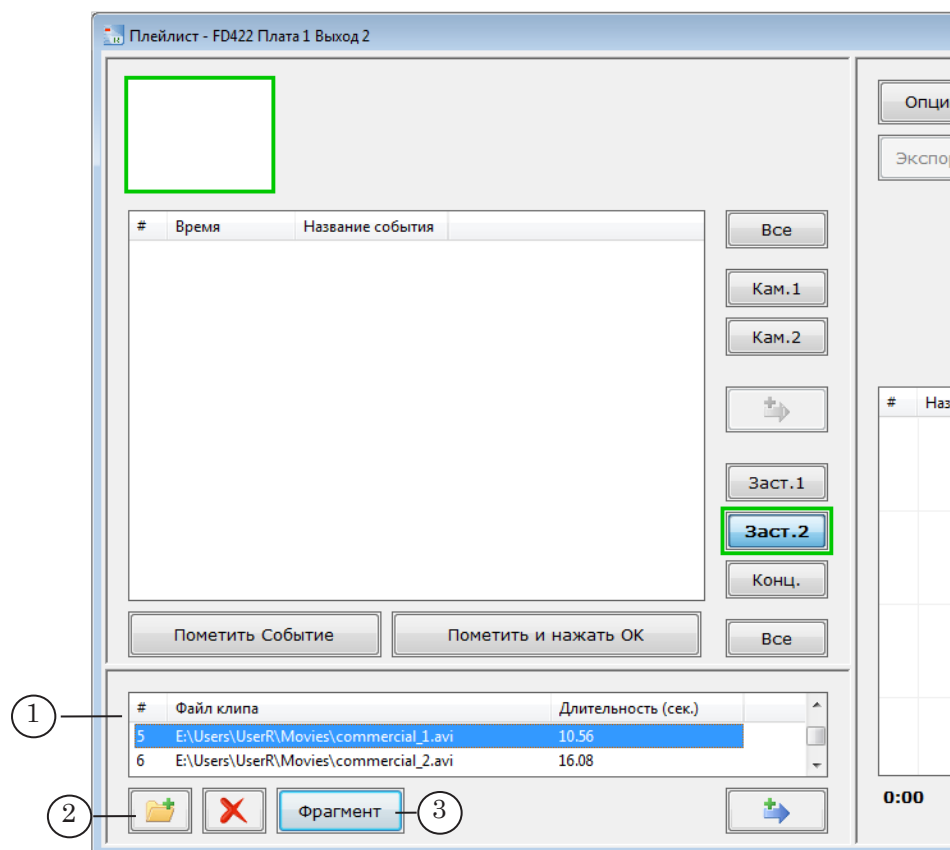 Плейлист - FD422 Плата 1 Выход 2
Опци
Экспор
# Время Название события
Все
Кам.1
Кам.2
# Наз
Заст.1
Заст.2
Конц.
Пометить Событие Пометить и нажать OK Все
1
# Файл клипа Длительность (сек.)
5 E:\Users\UserR\Movies\commercial_1.avi 10.56
6 E:\Users\UserR\Movies\commercial_2.avi 16.08
0:00
2 Фрагмент 3